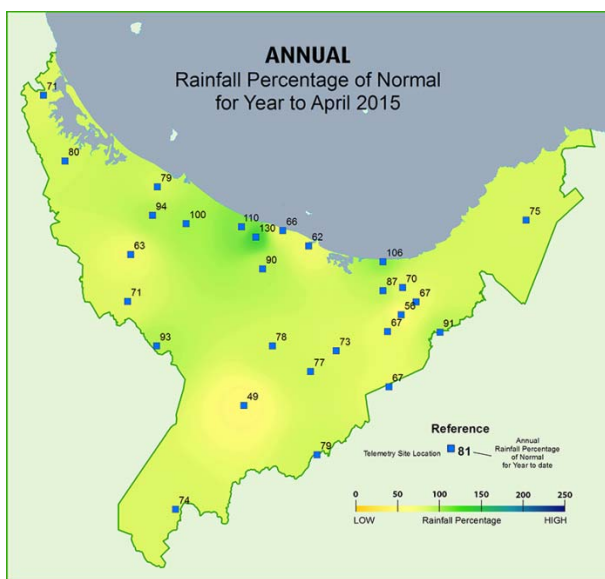 ANNUAL
Rainfall Percentage of Normal
for Year to April 2015
71
80
79
94
100
110
130
66
62
75
63
90
106
87
70
67
56
67
91
71
93
78
73
77
67
49
79
74
Reference
Telemetry Site Location
81
Annual
Rainfall Percentage
of Normal
for Year to date
0
50
100
150
200
250
LOW
Rainfall Percentage
HIGH